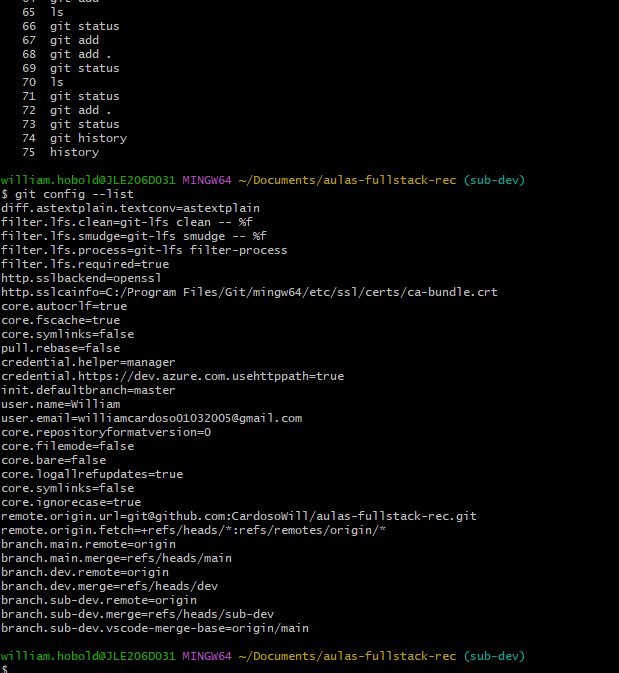 65 ls
66 git status
67 git add
68 git add .
69 git status
70 ls
71 git status
72 git add .
73 git status
74 git history
75 history
william.hobold@JLE206D031 MINGW64 ~/Documents/aulas-fullstack-rec (sub-dev)
$ git config --list
diff.astextplain.textconv=astextplain
filter.lfs.clean=git-lfs clean -- %f
filter.lfs.smudge=git-lfs smudge -- %f
filter.lfs.process=git-lfs filter-process
filter.lfs.required=true
http.sslbackend=openssl
http.sslcainfo=C:/Program Files/Git/mingw64/etc/ssl/certs/ca-bundle.crt
core.autocrlf=true
core.fscache=true
core.symlinks=false
pull.rebase=false
credential.helper=manager
credential.https://dev.azure.com.usehttppath=true
init.defaultbranch=master
user.name=William
user.email=williamcardoso01032005@gmail.com
core.repositoryformatversion=0
core.filemode=false
core.bare=false
core.logallrefupdates=true
core.symlinks=false
core.ignorecase=true
remote.origin.url=git@github.com:CardosoWill/aulas-fullstack-rec.git
remote.origin.fetch=+refs/heads/*:refs/remotes/origin/*
branch.main.remote=origin
branch.main.merge=refs/heads/main
branch.dev.remote=origin
branch.dev.merge=refs/heads/dev
branch.sub-dev.remote=origin
branch.sub-dev.merge=refs/heads/sub-dev
branch.sub-dev.vscode-merge-base=origin/main
william.hobold@JLE206D031 MINGW64 ~/Documents/aulas-fullstack-rec (sub-dev)
$